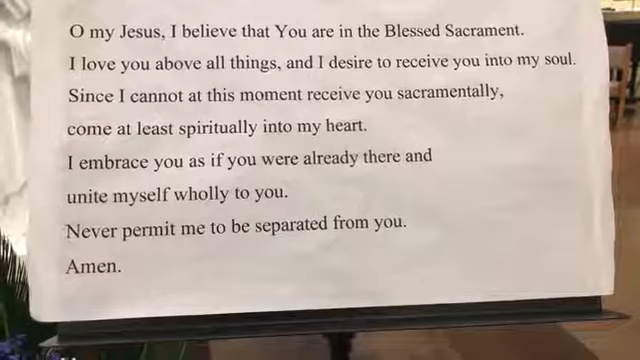 O my Jesus, I believe that You are in the Blessed Sacrament.
I love you above all things, and I desire to receive you into my soul.
Since I cannot at this moment receive you sacramentally,
come at least spiritually into my heart.
I embrace you as if you were already there and
unite myself wholly to you.
Never permit me to be separated from you.
Amen.